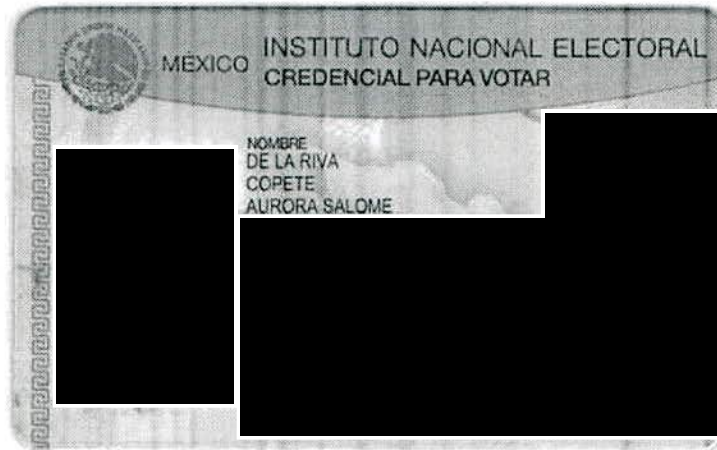 MÉXICO
INSTITUTO NACIONAL ELECTORAL
CREDENCIAL PARA VOTAR
NOMBRE
DE LA RIVA
COPETE
AURORA SALOME